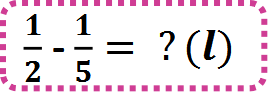 1/2 - 1/5 = ? (l)